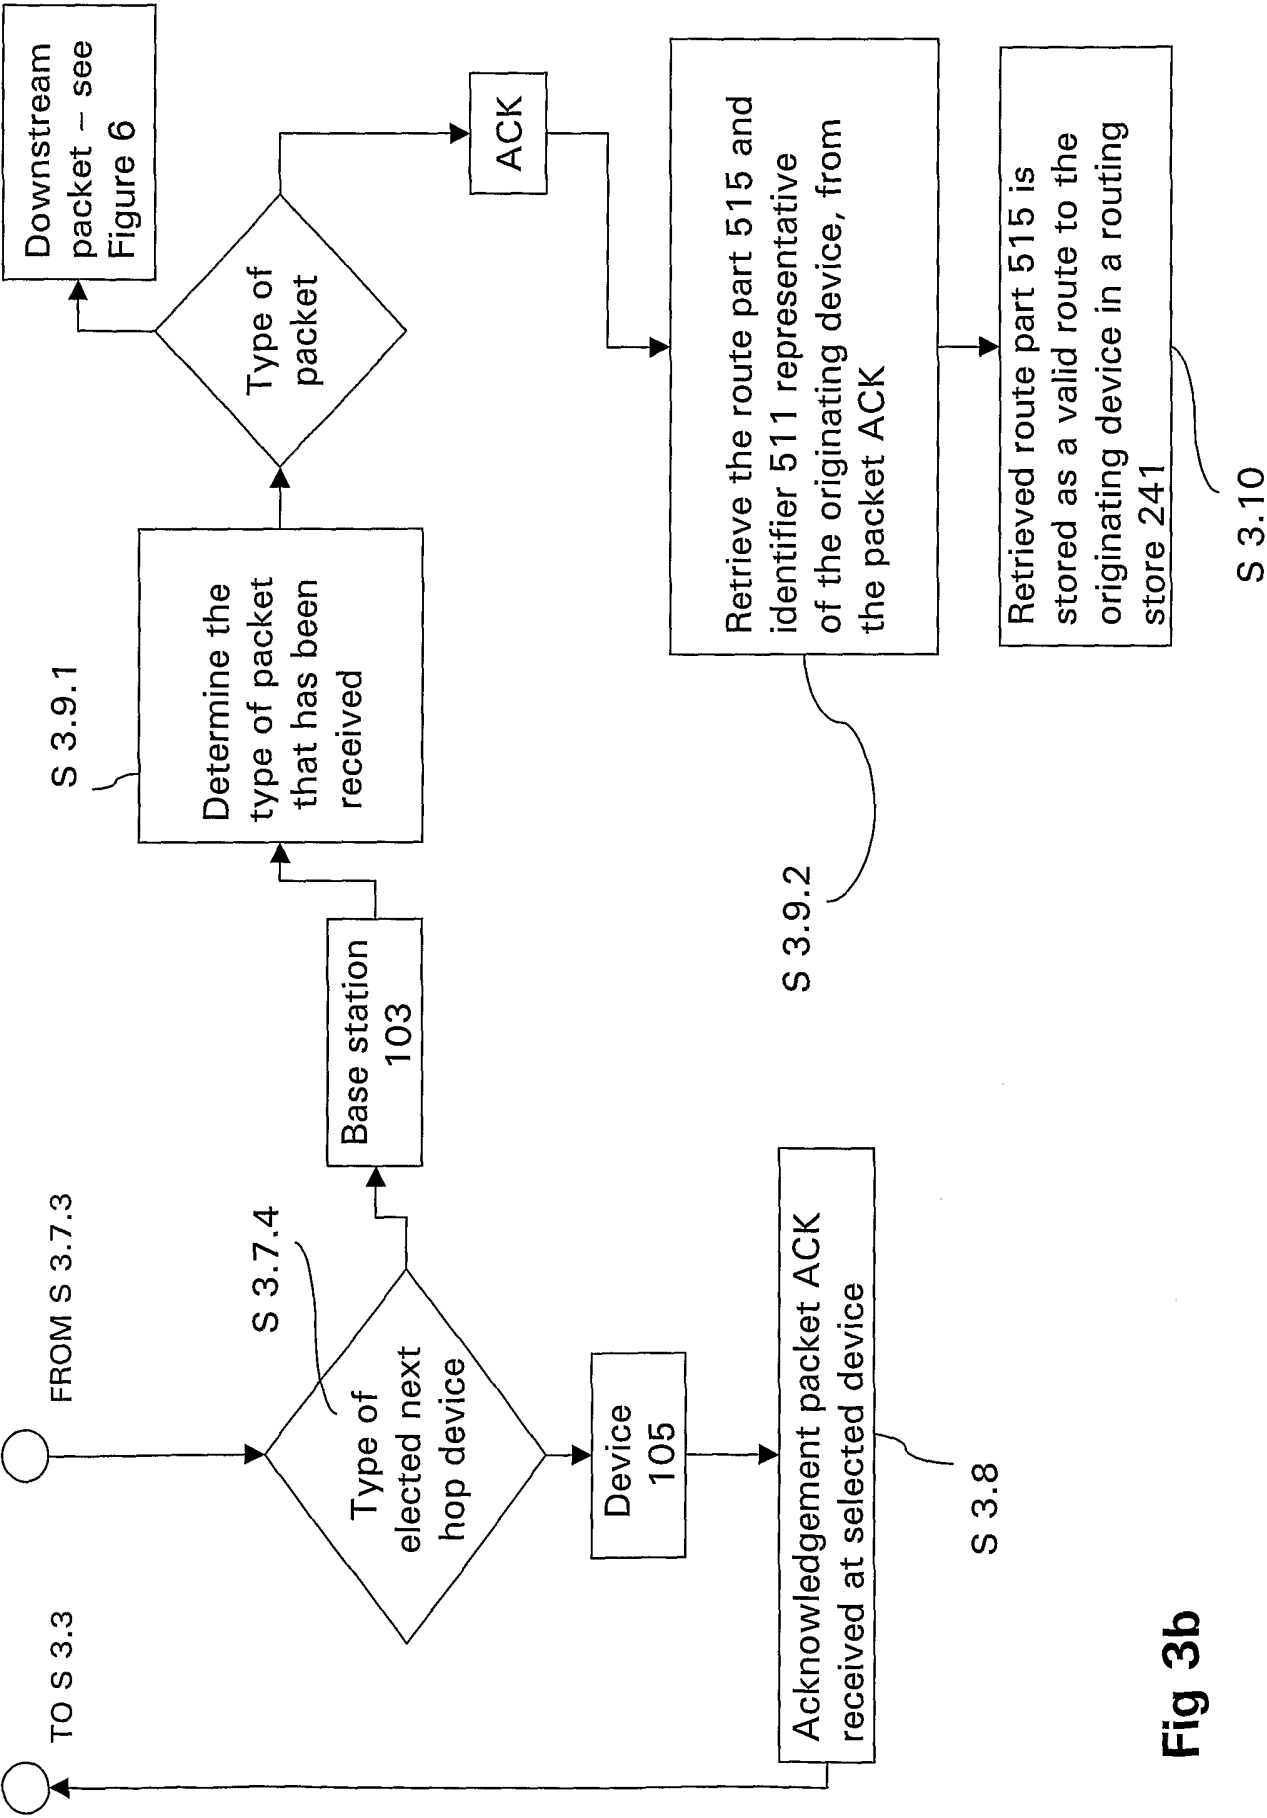 TO S 3.3
FROM S 3.7.3
S 3.7.4
Type of
elected next
hop device
Base station
103
Device
105
Acknowledgement packet ACK
received at selected device
S 3.8
S 3.9.1
Determine the
type of packet
that has been
received
Type of
packet
Downstream
packet – see
Figure 6
ACK
Retrieve the route part 515 and
identifier 511 representative
of the originating device, from
the packet ACK
S 3.9.2
Retrieved route part 515 is
stored as a valid route to the
originating device in a routing
store 241
S 3.10
Fig 3b